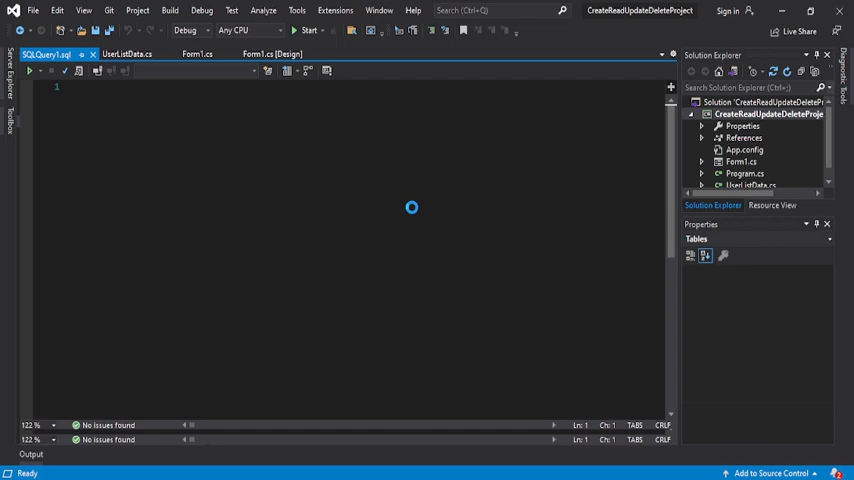 File Edit View Git Project Build Debug Test Analyze Tools Extensions Window Help Search (Ctrl+Q) CreateReadUpdateDeleteProject Sign in
Debug Any CPU Start Live Share
SQLQuery1.sql UserListData.cs Form1.cs Form1.cs [Design]
Server Explorer
Toolbox
1
122 % No issues found Ln: 1 Ch: 1 TABS CRLF
122 % No issues found Ln: 1 Ch: 1 TABS CRLF
Output
Solution Explorer
Search Solution Explorer (Ctrl+;)
Solution 'CreateReadUpdateDeletePr
CreateReadUpdateDeleteProje
Properties
References
App.config
Form1.cs
Program.cs
UserListData.cs
Solution Explorer Resource View
Properties
Tables
Diagnostic Tools
Ready Add to Source Control 2